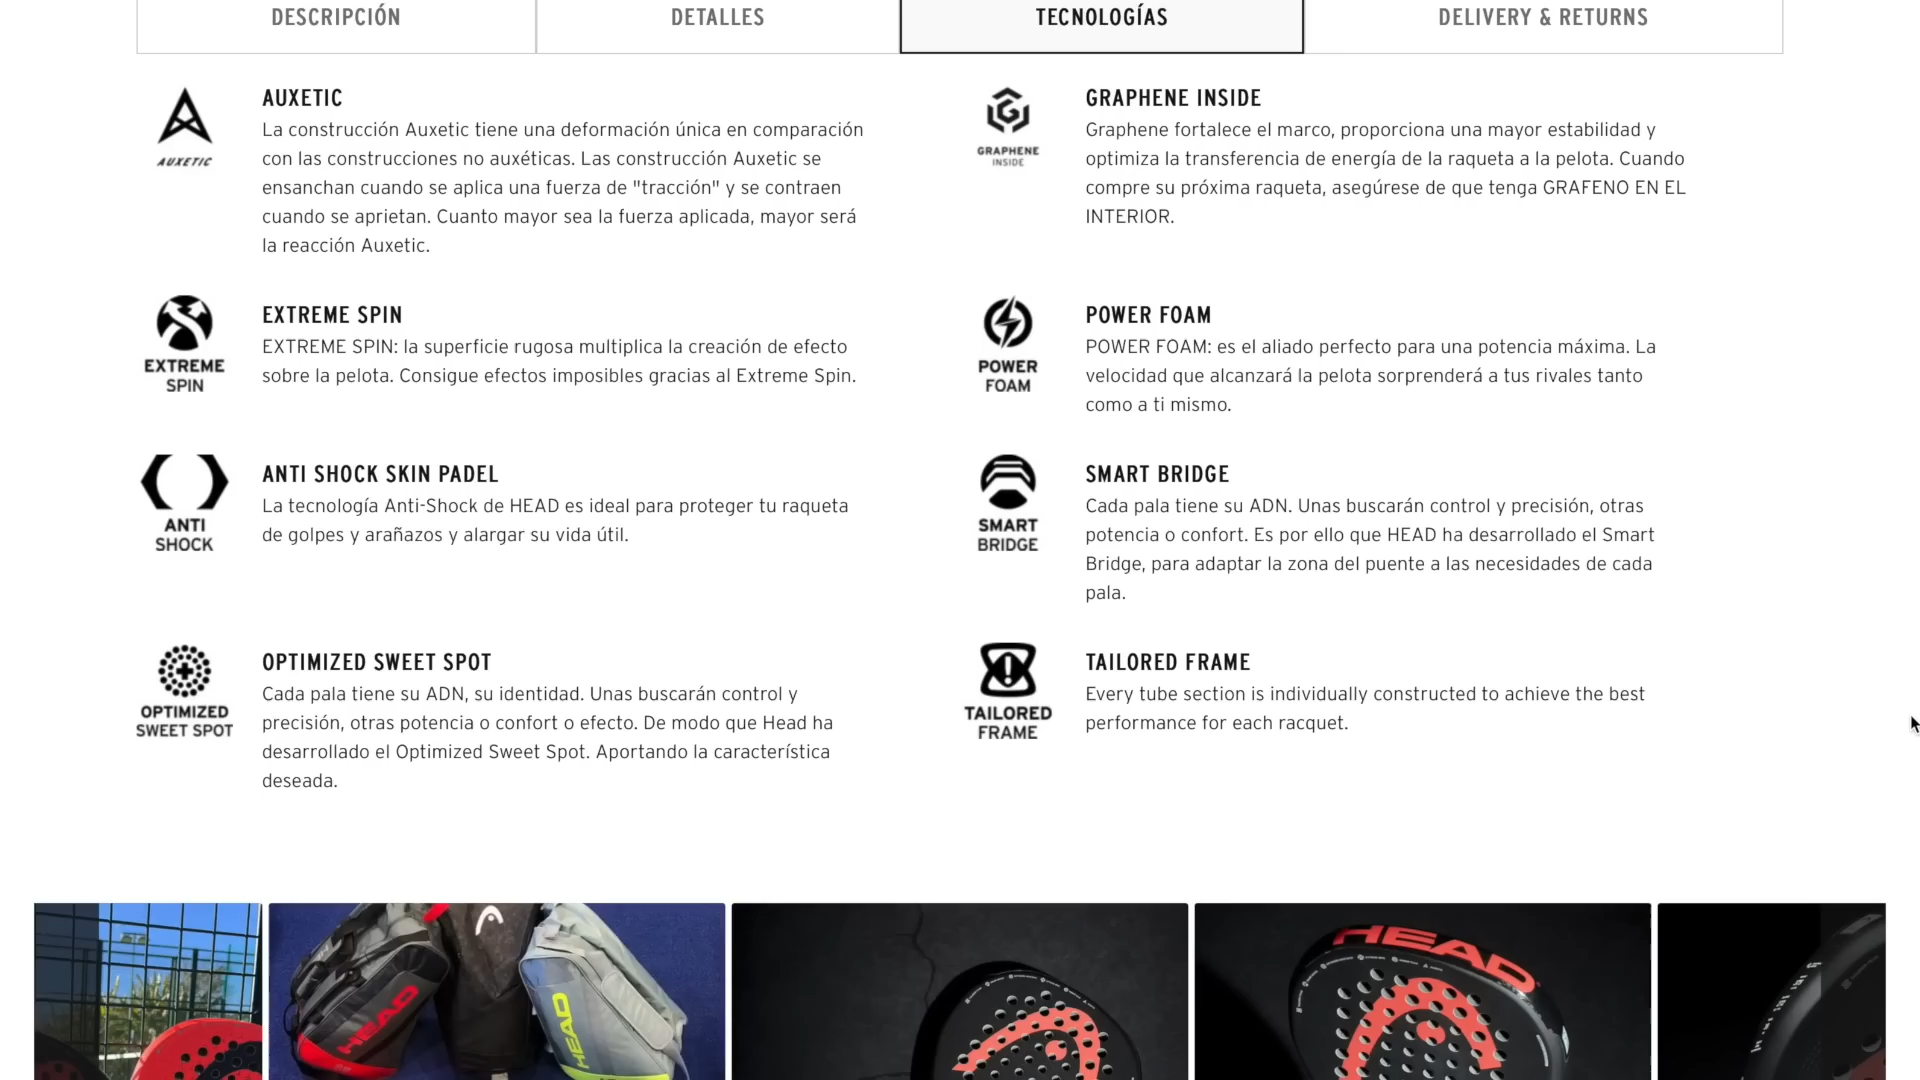 DESCRIPCIÓN
DETALLES
TECNOLOGÍAS
DELIVERY & RETURNS
AUXETIC
AUXETIC
La construcción Auxetic tiene una deformación única en comparación
con las construcciones no auxéticas. Las construcción Auxetic se
ensanchan cuando se aplica una fuerza de "tracción" y se contraen
cuando se aprietan. Cuanto mayor sea la fuerza aplicada, mayor será
la reacción Auxetic.
GRAPHENE
INSIDE
GRAPHENE INSIDE
Graphene fortalece el marco, proporciona una mayor estabilidad y
optimiza la transferencia de energía de la raqueta a la pelota. Cuando
compre su próxima raqueta, asegúrese de que tenga GRAFENO EN EL
INTERIOR.
EXTREME
SPIN
EXTREME SPIN
EXTREME SPIN: la superficie rugosa multiplica la creación de efecto
sobre la pelota. Consigue efectos imposibles gracias al Extreme Spin.
POWER
FOAM
POWER FOAM
POWER FOAM: es el aliado perfecto para una potencia máxima. La
velocidad que alcanzará la pelota sorprenderá a tus rivales tanto
como a ti mismo.
ANTI
SHOCK
ANTI SHOCK SKIN PADEL
La tecnología Anti-Shock de HEAD es ideal para proteger tu raqueta
de golpes y arañazos y alargar su vida útil.
SMART
BRIDGE
SMART BRIDGE
Cada pala tiene su ADN. Unas buscarán control y precisión, otras
potencia o confort. Es por ello que HEAD ha desarrollado el Smart
Bridge, para adaptar la zona del puente a las necesidades de cada
pala.
OPTIMIZED
SWEET SPOT
OPTIMIZED SWEET SPOT
Cada pala tiene su ADN, su identidad. Unas buscarán control y
precisión, otras potencia o confort o efecto. De modo que Head ha
desarrollado el Optimized Sweet Spot. Aportando la característica
deseada.
TAILORED
FRAME
TAILORED FRAME
Every tube section is individually constructed to achieve the best
performance for each racquet.
HEAD
HEAD
HEAD